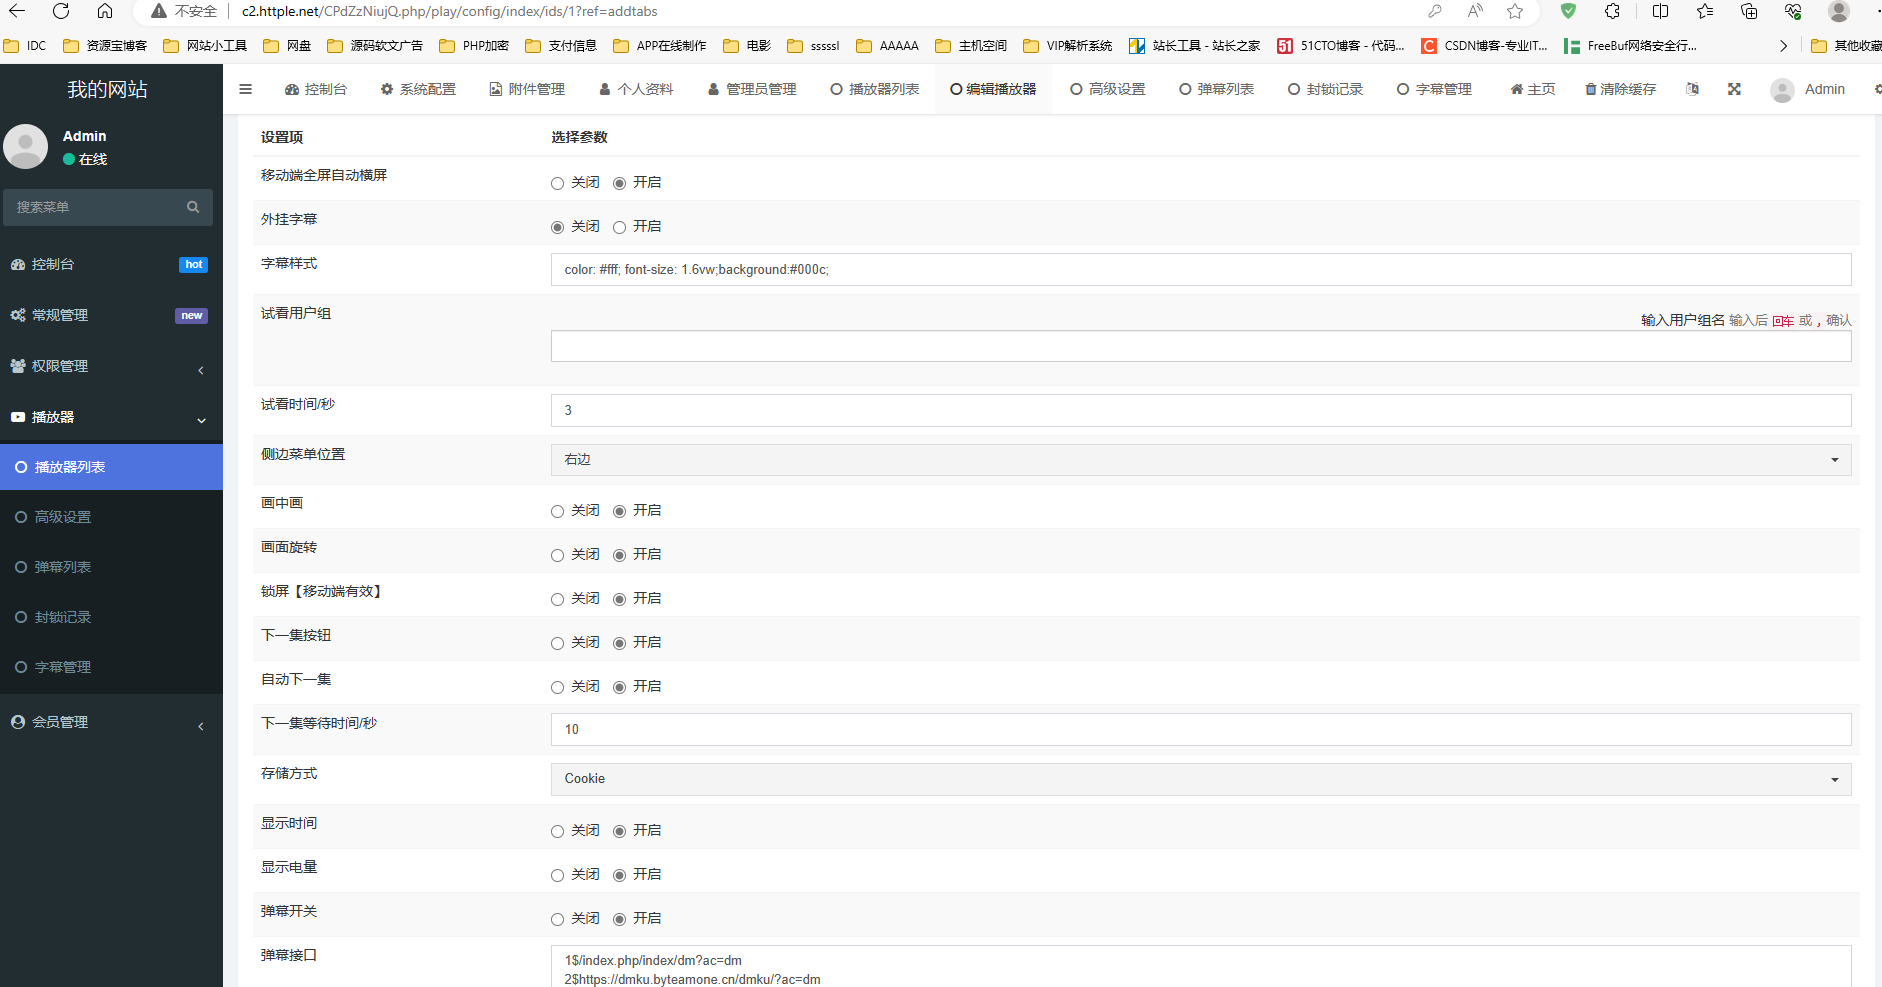 不安全 c2.httple.net/CPdZzNiujQ.php/play/config/index/ids/1?ref=addtabs
IDC 资源宝博客 网站小工具 网盘 源码软文广告 PHP加密 支付信息 APP在线制作 电影 sssssl AAAAA 主机空间 VIP解析系统 站长工具 - 站长之家 51CTO博客 - 代码... CSDN博客-专业IT... FreeBuf网络安全行... 其他收藏
我的网站
控制台 系统配置 附件管理 个人资料 管理员管理 播放器列表 编辑播放器 高级设置 弹幕列表 封锁记录 字幕管理 主页 清除缓存 Admin
Admin
在线
搜索菜单
控制台 hot
常规管理 new
权限管理
播放器
播放器列表
高级设置
弹幕列表
封锁记录
字幕管理
会员管理
设置项 选择参数
移动端全屏自动横屏 关闭 开启
外挂字幕 关闭 开启
字幕样式 color: #fff; font-size: 1.6vw;background:#000c;
试看用户组 输入用户组名 输入后 回车 或 , 确认
试看时间/秒 3
侧边菜单位置 右边
画中画 关闭 开启
画面旋转 关闭 开启
锁屏【移动端有效】 关闭 开启
下一集按钮 关闭 开启
自动下一集 关闭 开启
下一集等待时间/秒 10
存储方式 Cookie
显示时间 关闭 开启
显示电量 关闭 开启
弹幕开关 关闭 开启
弹幕接口 1$/index.php/index/dm?ac=dm
2$https://dmku.byteamone.cn/dmku/?ac=dm